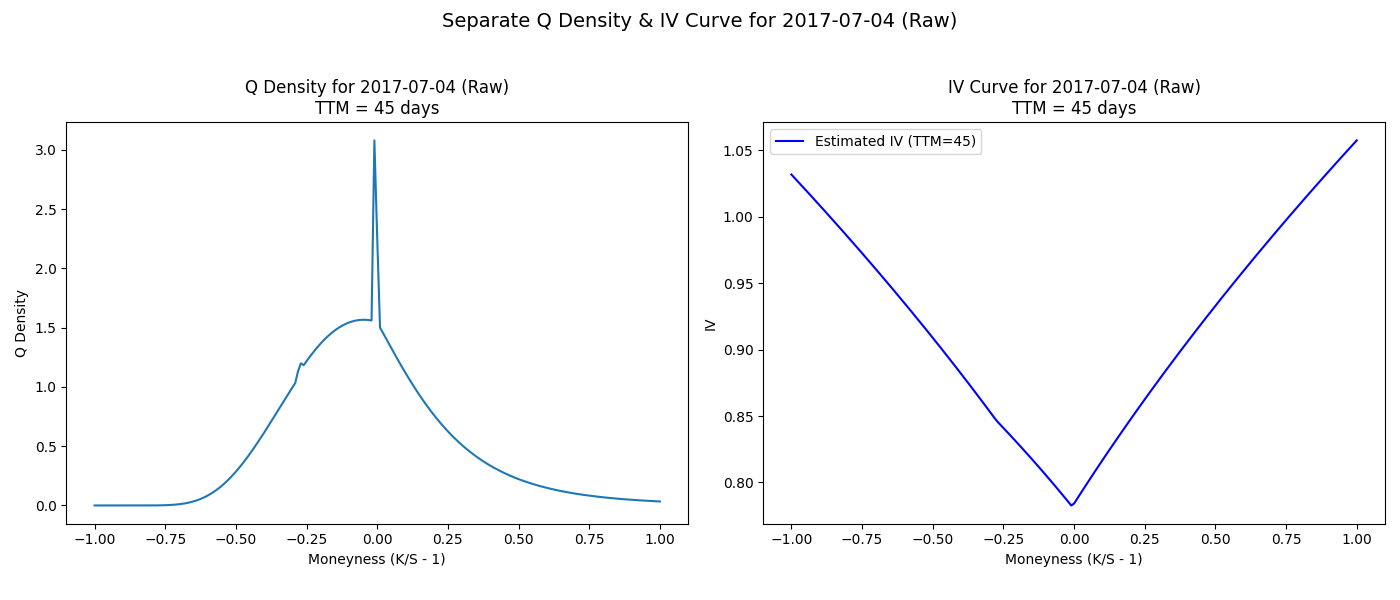 Separate Q Density & IV Curve for 2017-07-04 (Raw)
Q Density for 2017-07-04 (Raw)
TTM = 45 days
3.0
2.5
2.0
1.5
1.0
0.5
0.0
Q Density
−1.00 −0.75 −0.50 −0.25 0.00 0.25 0.50 0.75 1.00
Moneyness (K/S - 1)
IV Curve for 2017-07-04 (Raw)
TTM = 45 days
Estimated IV (TTM=45)
1.05
1.00
0.95
0.90
0.85
0.80
IV
−1.00 −0.75 −0.50 −0.25 0.00 0.25 0.50 0.75 1.00
Moneyness (K/S - 1)